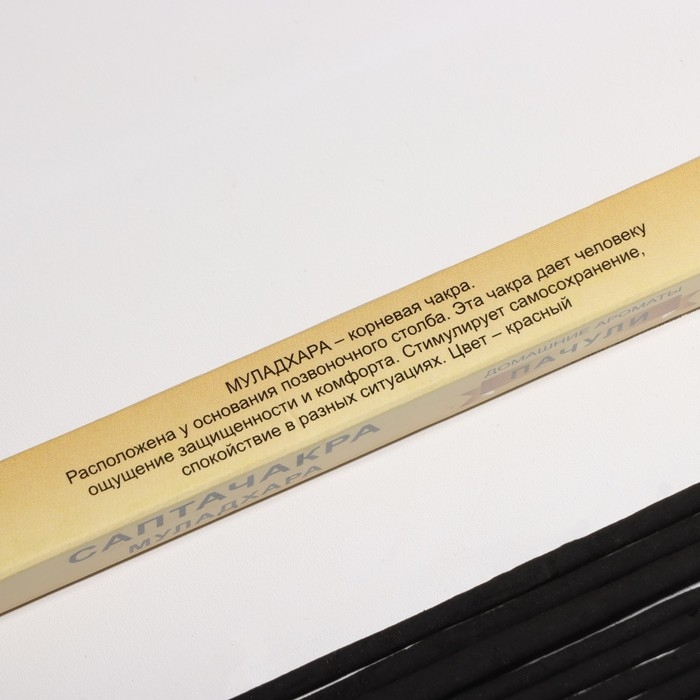 МУЛАДХАРА – корневая чакра.
Расположена у основания позвоночного столба. Эта чакра дает человеку
ощущение защищенности и комфорта. Стимулирует самосохранение,
спокойствие в разных ситуациях. Цвет – красный
САПТАЧАКРА
МУЛАДХАРА
ДОМАШНИЕ АРОМАТЫ
ПАЧУЛИ